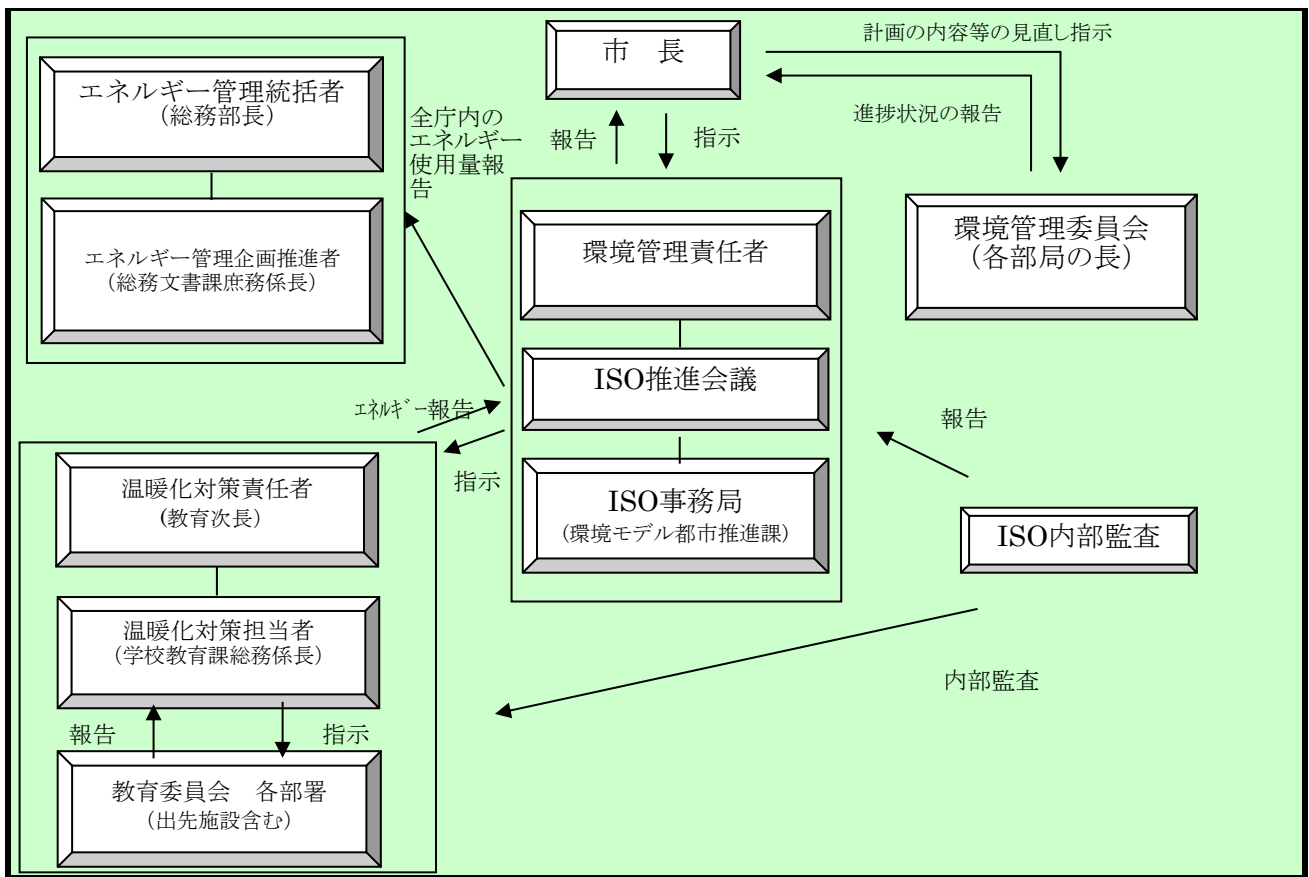 エネルギー管理統括者
（総務部長）
エネルギー管理企画推進者
（総務文書課庶務係長）
全庁内の
エネルギー
使用量報
告
市　長
報告
指示
計画の内容等の見直し指示
進捗状況の報告
環境管理責任者
環境管理委員会
（各部局の長）
ISO推進会議
ISO事務局
（環境モデル都市推進課）
ｴﾈﾙｷﾞｰ報告
指示
報告
ISO内部監査
内部監査
温暖化対策責任者
(教育次長）
温暖化対策担当者
（学校教育課総務係長）
報告
指示
教育委員会　各部署
（出先施設含む）